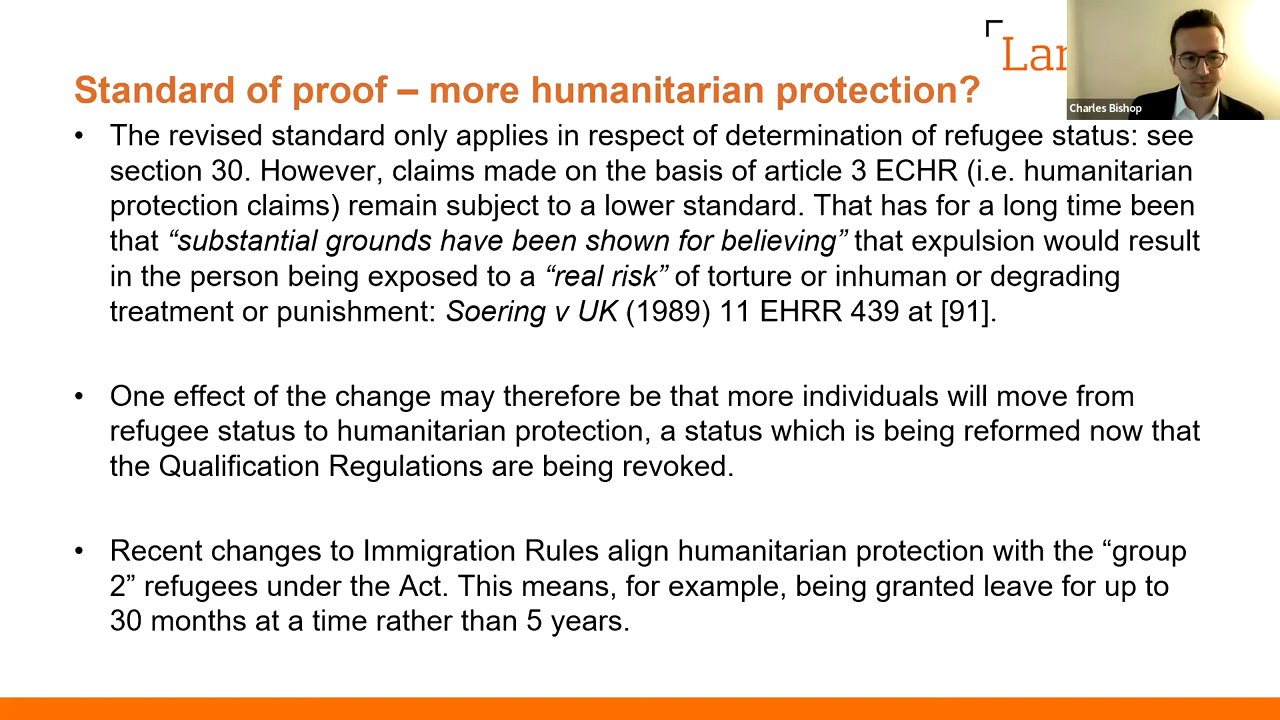 Standard of proof – more humanitarian protection?
Charles Bishop
• The revised standard only applies in respect of determination of refugee status: see
section 30. However, claims made on the basis of article 3 ECHR (i.e. humanitarian
protection claims) remain subject to a lower standard. That has for a long time been
that “substantial grounds have been shown for believing” that expulsion would result
in the person being exposed to a “real risk” of torture or inhuman or degrading
treatment or punishment: Soering v UK (1989) 11 EHRR 439 at [91].
• One effect of the change may therefore be that more individuals will move from
refugee status to humanitarian protection, a status which is being reformed now that
the Qualification Regulations are being revoked.
• Recent changes to Immigration Rules align humanitarian protection with the “group
2” refugees under the Act. This means, for example, being granted leave for up to
30 months at a time rather than 5 years.